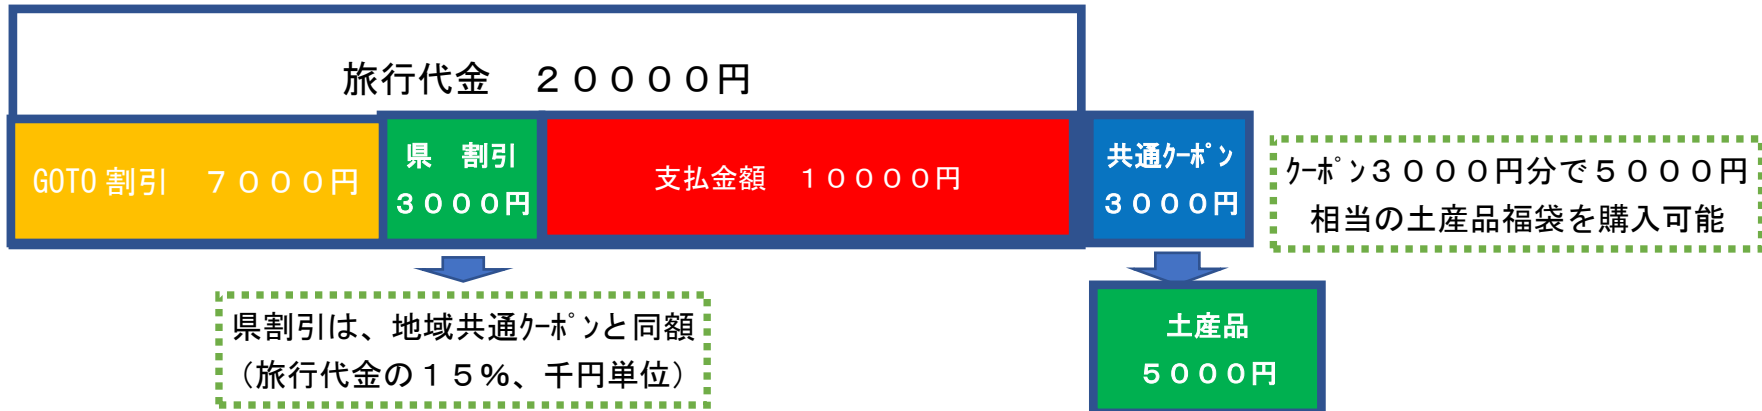 旅行代金　２００００円
GOTO 割引　７０００円
県　割引
３０００円
支払金額　１００００円
共通ｸｰﾎﾟﾝ
３０００円
ｸｰﾎﾟﾝ３０００円分で５０００円
相当の土産品福袋を購入可能
県割引は、地域共通ｸｰﾎﾟﾝと同額
（旅行代金の１５％、千円単位）
土産品
５０００円